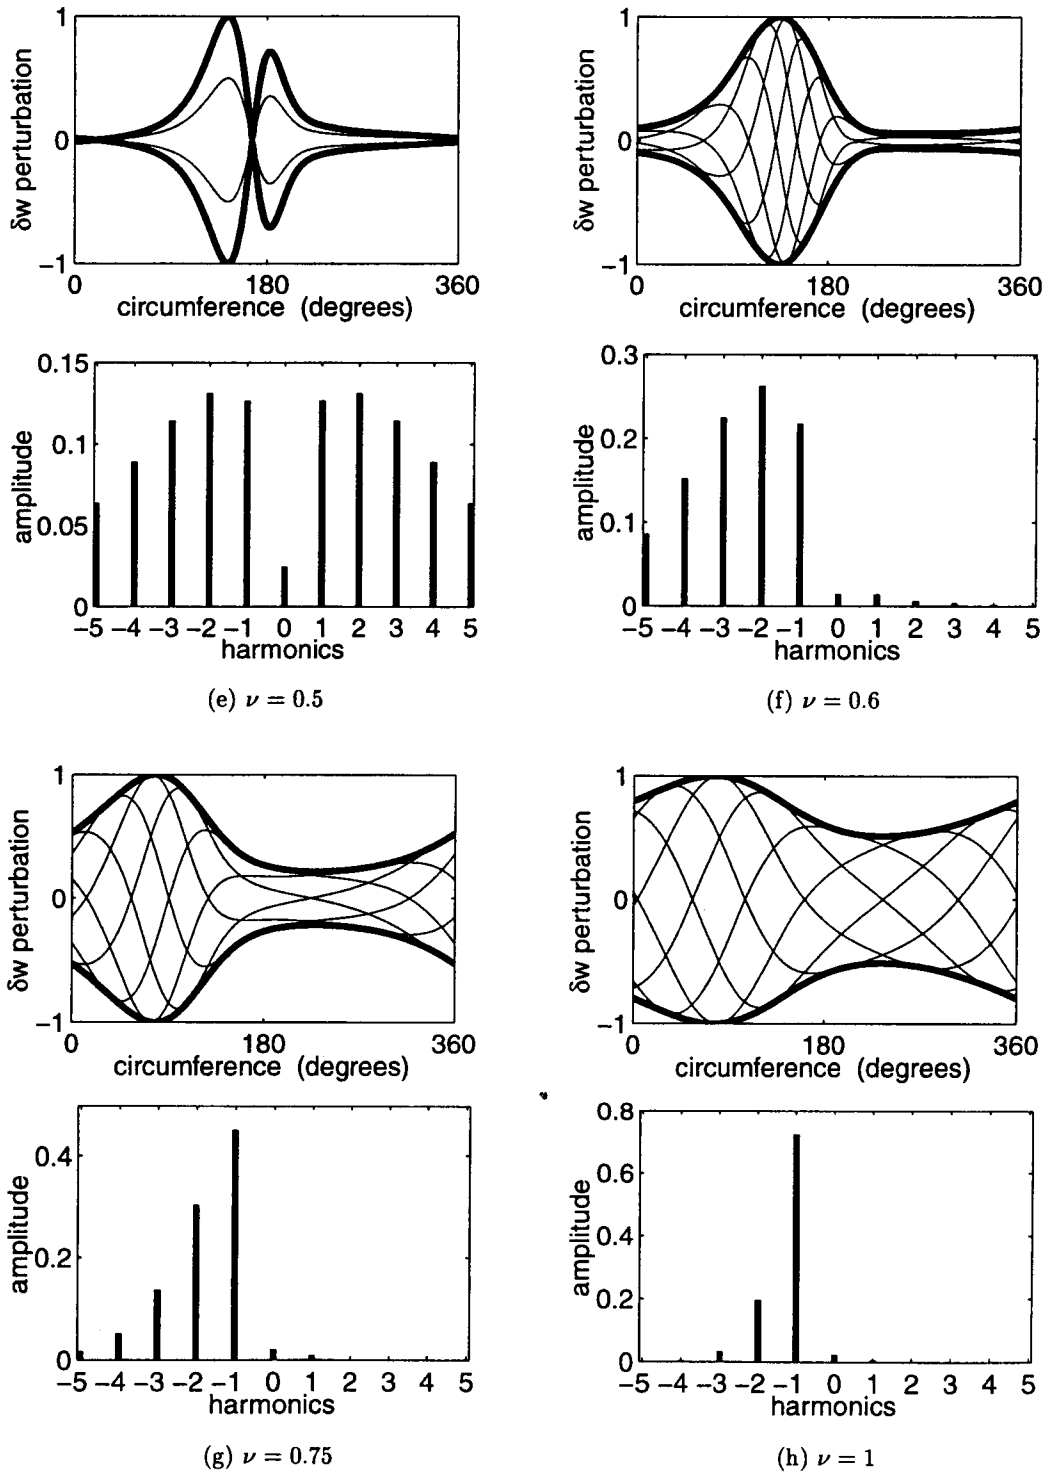 1
0
−1
δw perturbation
0
180
360
circumference (degrees)
0.15
0.1
0.05
0
amplitude
−5 −4 −3 −2 −1 0 1 2 3 4 5
harmonics
(e) ν = 0.5
1
0
−1
δw perturbation
0
180
360
circumference (degrees)
0.3
0.2
0.1
0
amplitude
−5 −4 −3 −2 −1 0 1 2 3 4 5
harmonics
(f) ν = 0.6
1
0
−1
δw perturbation
0
180
360
circumference (degrees)
0.4
0.2
0
amplitude
−5 −4 −3 −2 −1 0 1 2 3 4 5
harmonics
(g) ν = 0.75
1
0
−1
δw perturbation
0
180
360
circumference (degrees)
0.8
0.6
0.4
0.2
0
amplitude
−5 −4 −3 −2 −1 0 1 2 3 4 5
harmonics
(h) ν = 1